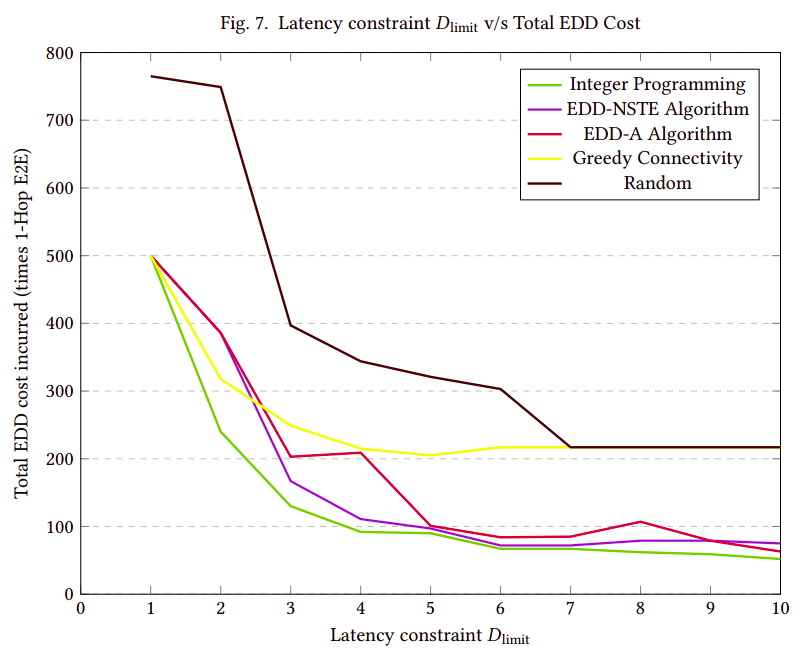 Fig. 7. Latency constraint Dlimit v/s Total EDD Cost
Total EDD cost incurred (times 1-Hop E2E)
800
700
600
500
400
300
200
100
0
Integer Programming
EDD-NSTE Algorithm
EDD-A Algorithm
Greedy Connectivity
Random
0 1 2 3 4 5 6 7 8 9 10
Latency constraint Dlimit